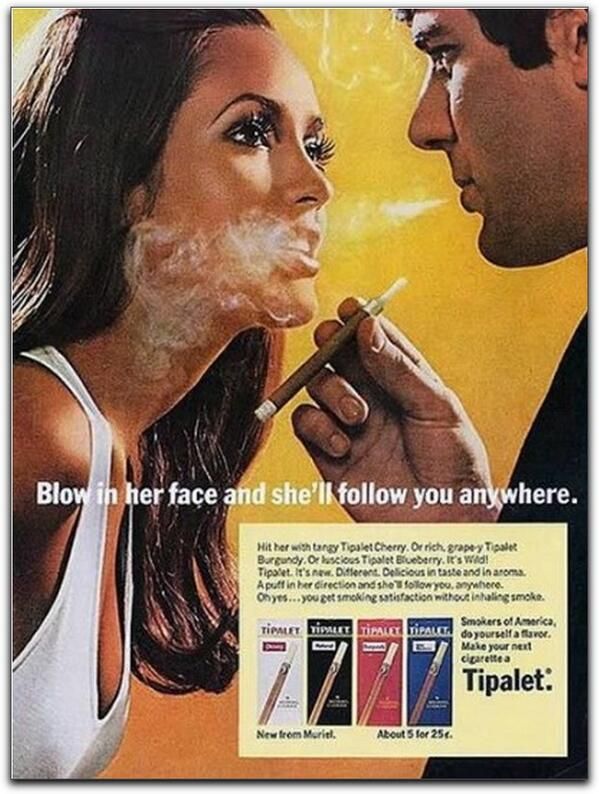 Blow in her face and she'll follow you anywhere.
Hit her with tangy Tipalet Cherry. Or rich, grape-y Tipalet
Burgundy. Or luscious Tipalet Blueberry. It's Wild!
Tipalet. It's new. Different. Delicious in taste and in aroma.
A puff in her direction and she'll follow you, anywhere.
Oh yes... you get smoking satisfaction without inhaling smoke.
TIPALET TIPALET TIPALET TIPALET
Cherry Natural Burgundy
Smokers of America,
do yourself a flavor.
Make your next
cigarette a
Tipalet.
New from Muriel. About 5 for 25¢.